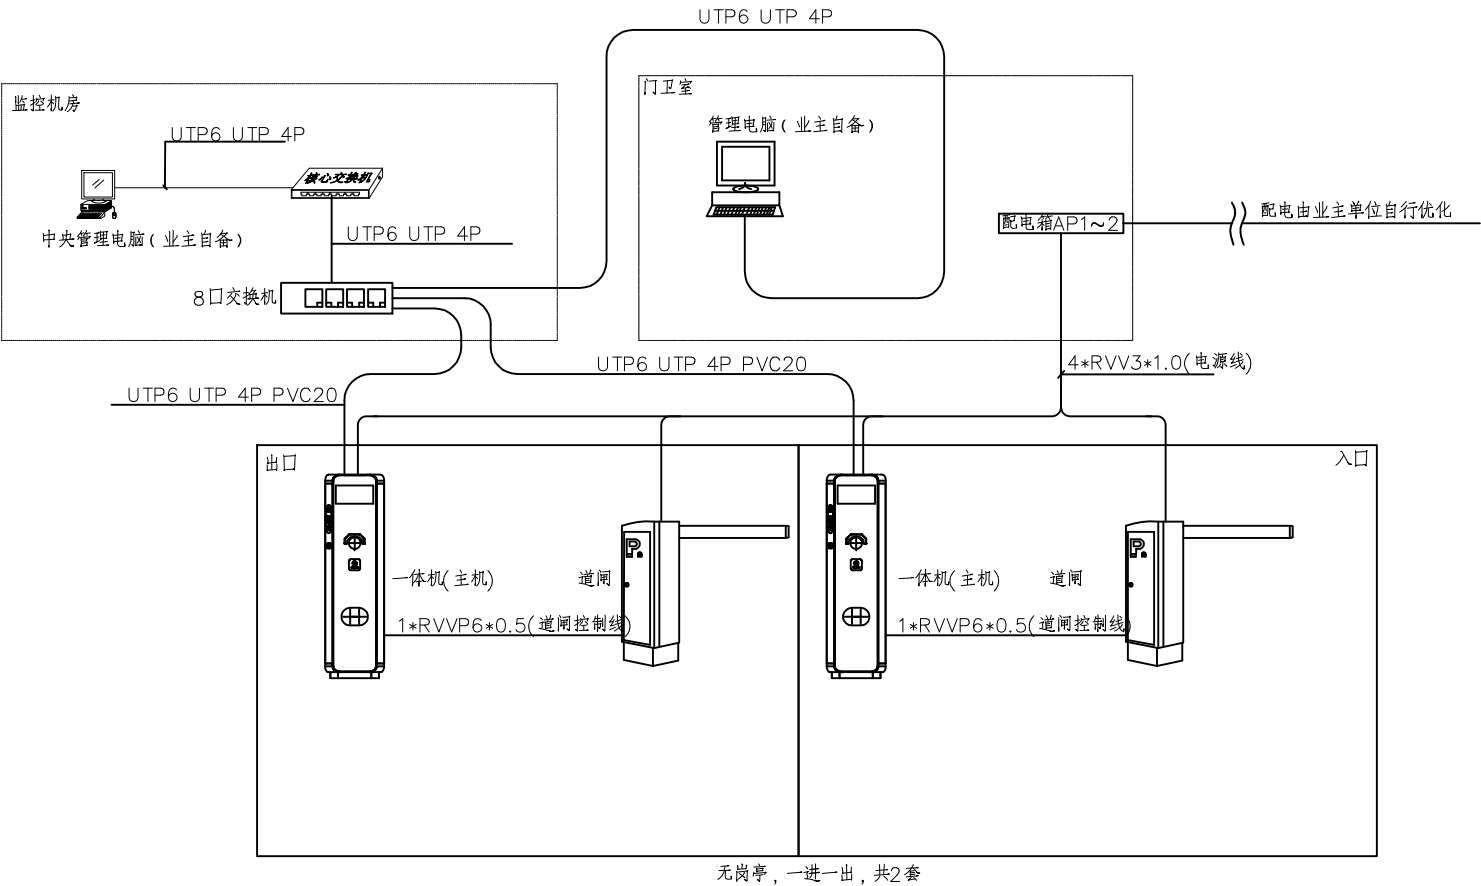 UTP6 UTP 4P
监控机房
UTP6 UTP 4P
核心交换机
中央管理电脑(业主自备)
UTP6 UTP 4P
8口交换机
门卫室
管理电脑(业主自备)
配电箱AP1~2
配电由业主单位自行优化
UTP6 UTP 4P PVC20
4*RVV3*1.0(电源线)
UTP6 UTP 4P PVC20
出口
入口
P
P
一体机(主机)
道闸
一体机(主机)
道闸
1*RVVP6*0.5(道闸控制线)
1*RVVP6*0.5(道闸控制线)
无岗亭,一进一出,共2套